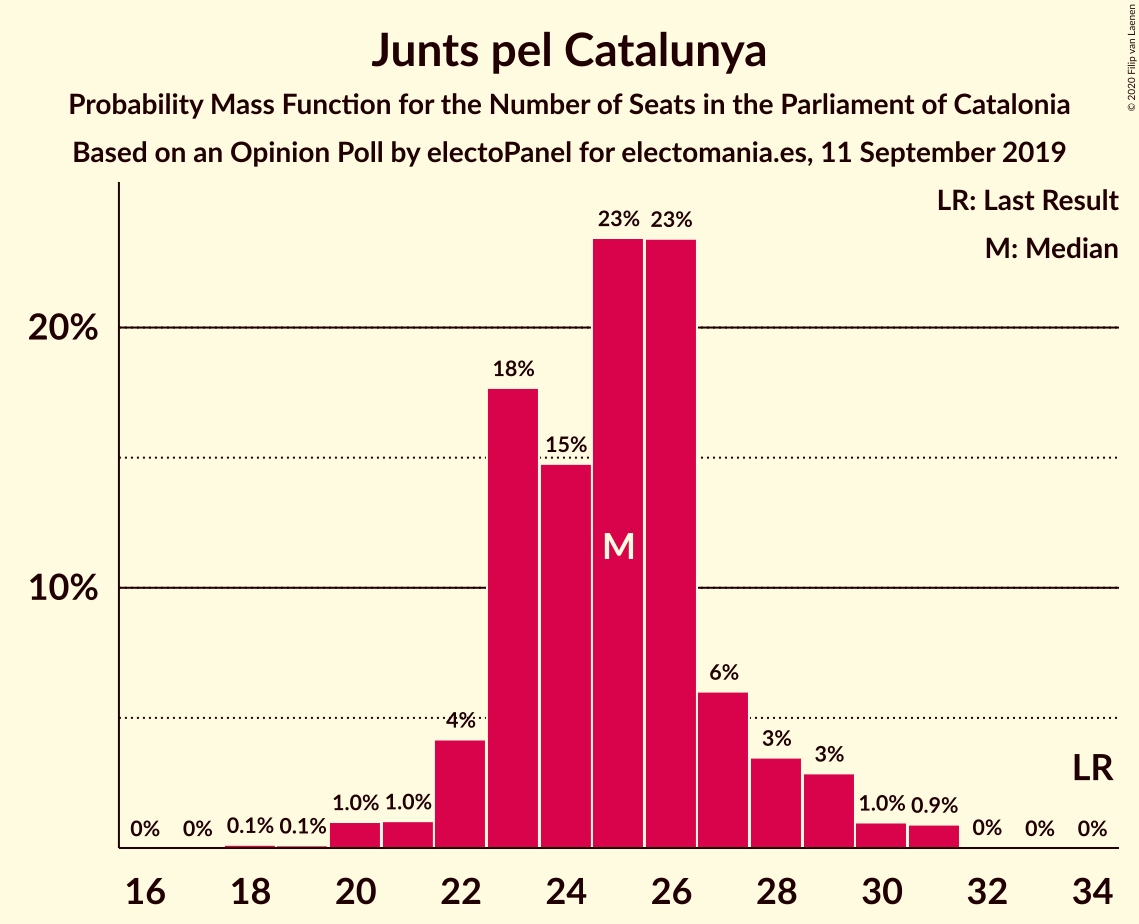 Junts pel Catalunya
Probability Mass Function for the Number of Seats in the Parliament of Catalonia
Based on an Opinion Poll by electoPanel for electomania.es, 11 September 2019
© 2020 Filip van Laenen
LR: Last Result
M: Median
23% 23%
20%
18%
15%
M
10%
6%
4%
3%
3%
LR
0% 0% 0.1% 0.1% 1.0% 1.0% 1.0% 0.9% 0% 0% 0%
16 18 20 22 24 26 28 30 32 34